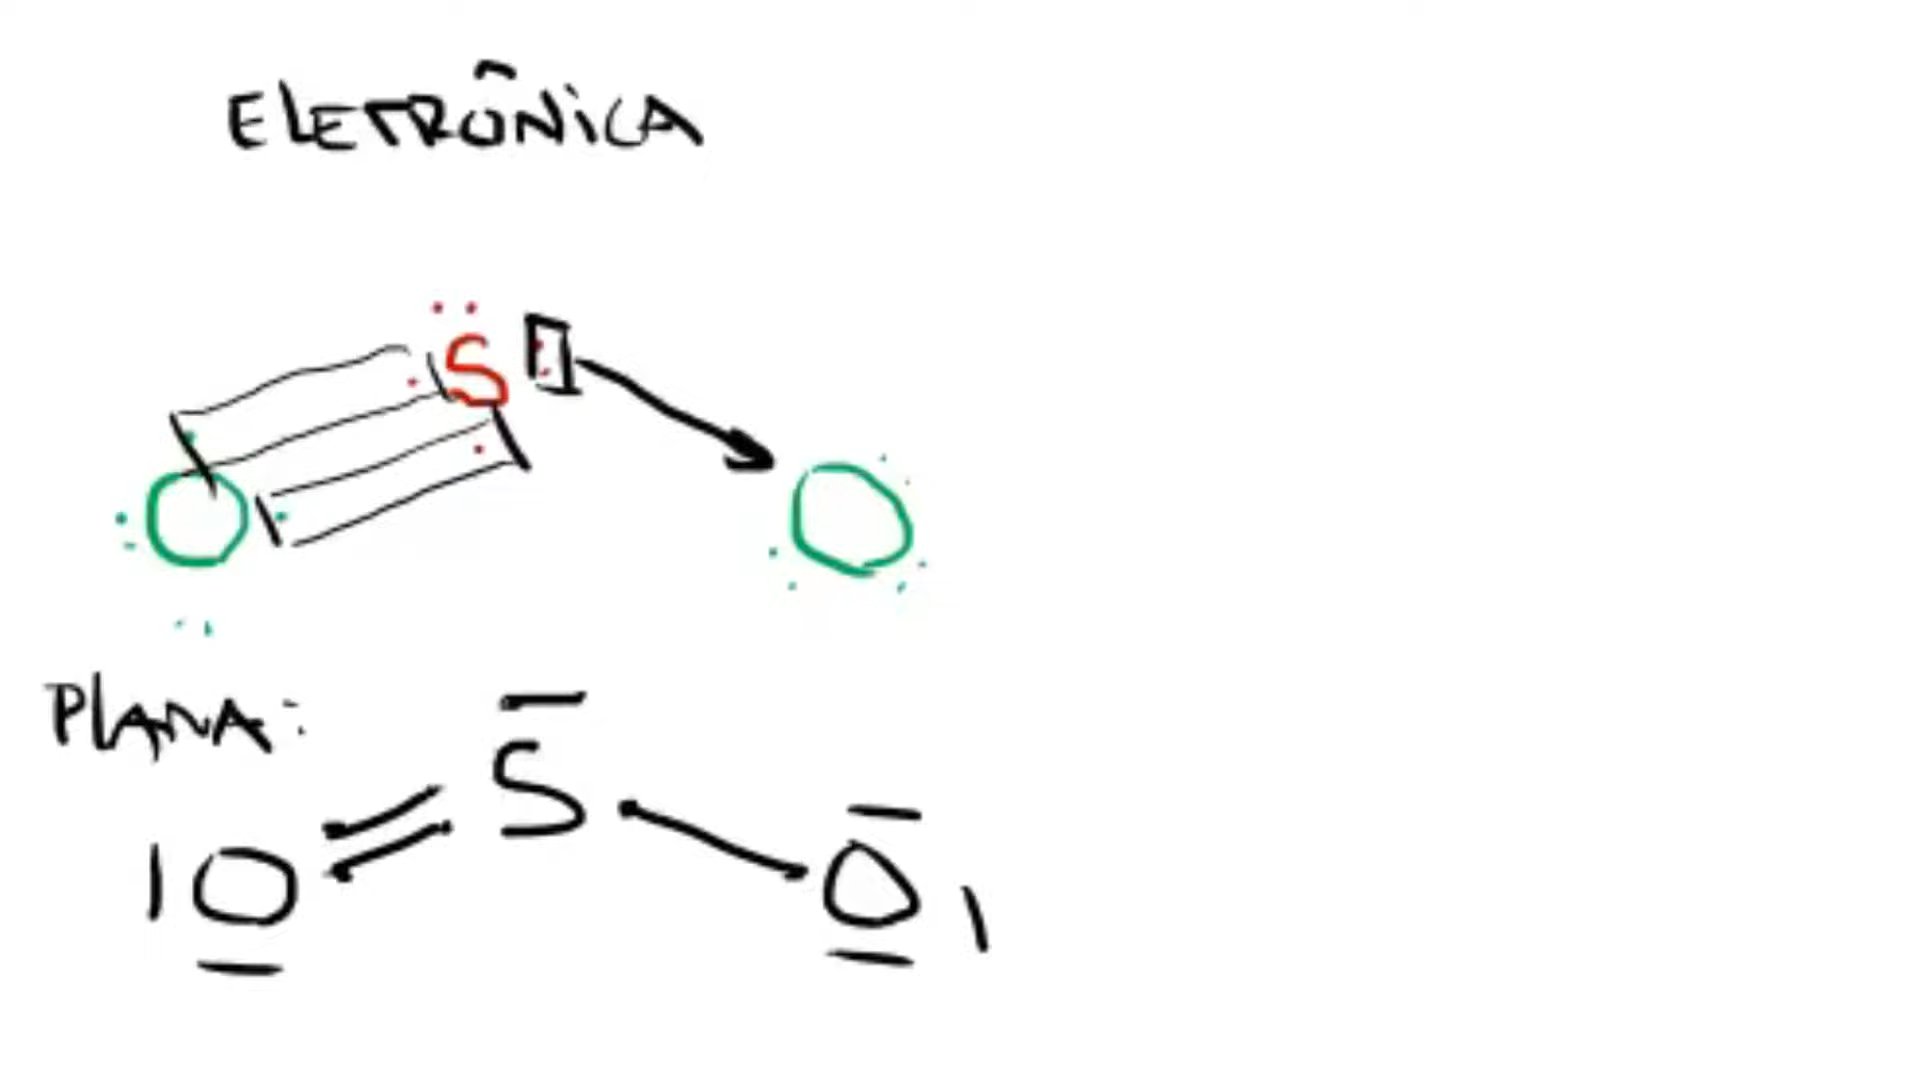 ELETRÔNICA
S
O O
PLANA:
S
O O